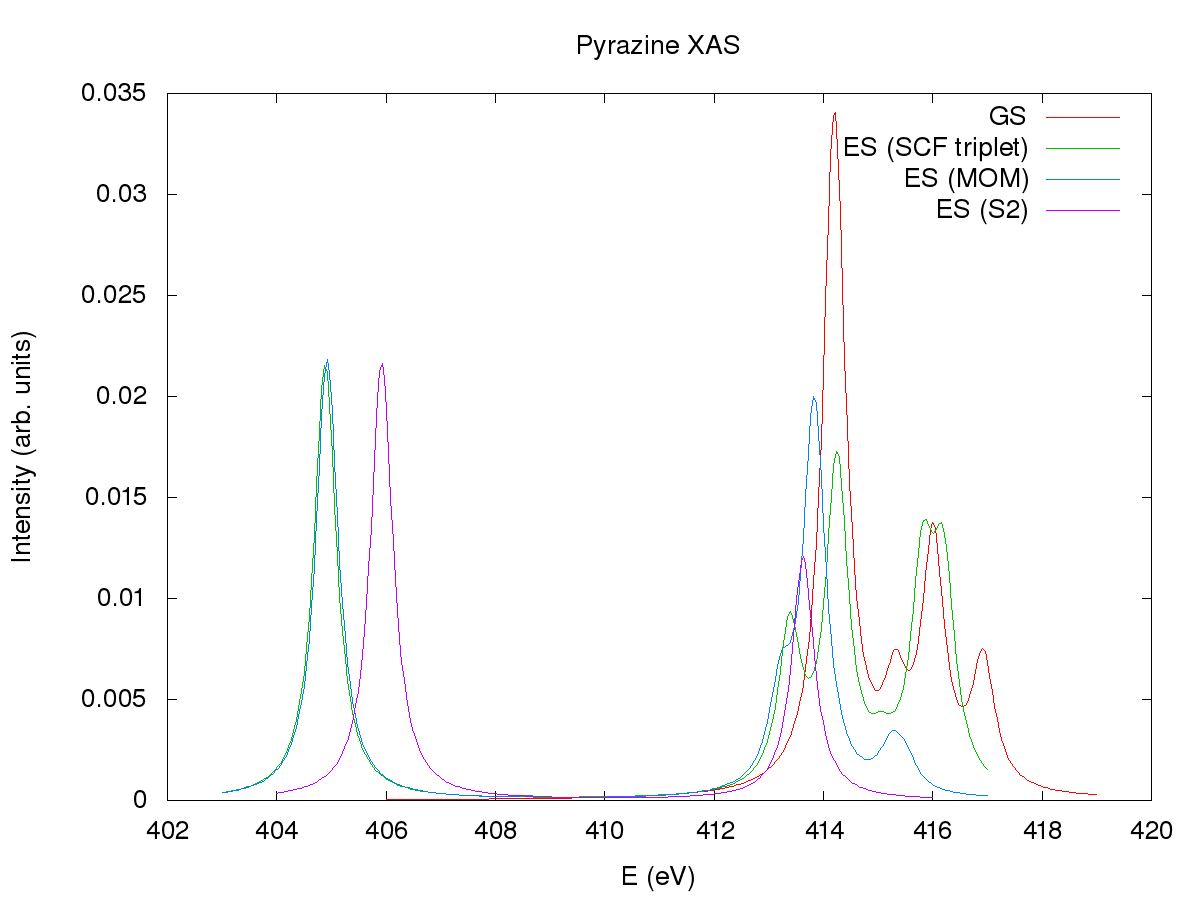 Pyrazine XAS
0.035
0.03
0.025
0.02
0.015
0.01
0.005
0
Intensity (arb. units)
GS
ES (SCF triplet)
ES (MOM)
ES (S2)
402 404 406 408 410 412 414 416 418 420
E (eV)